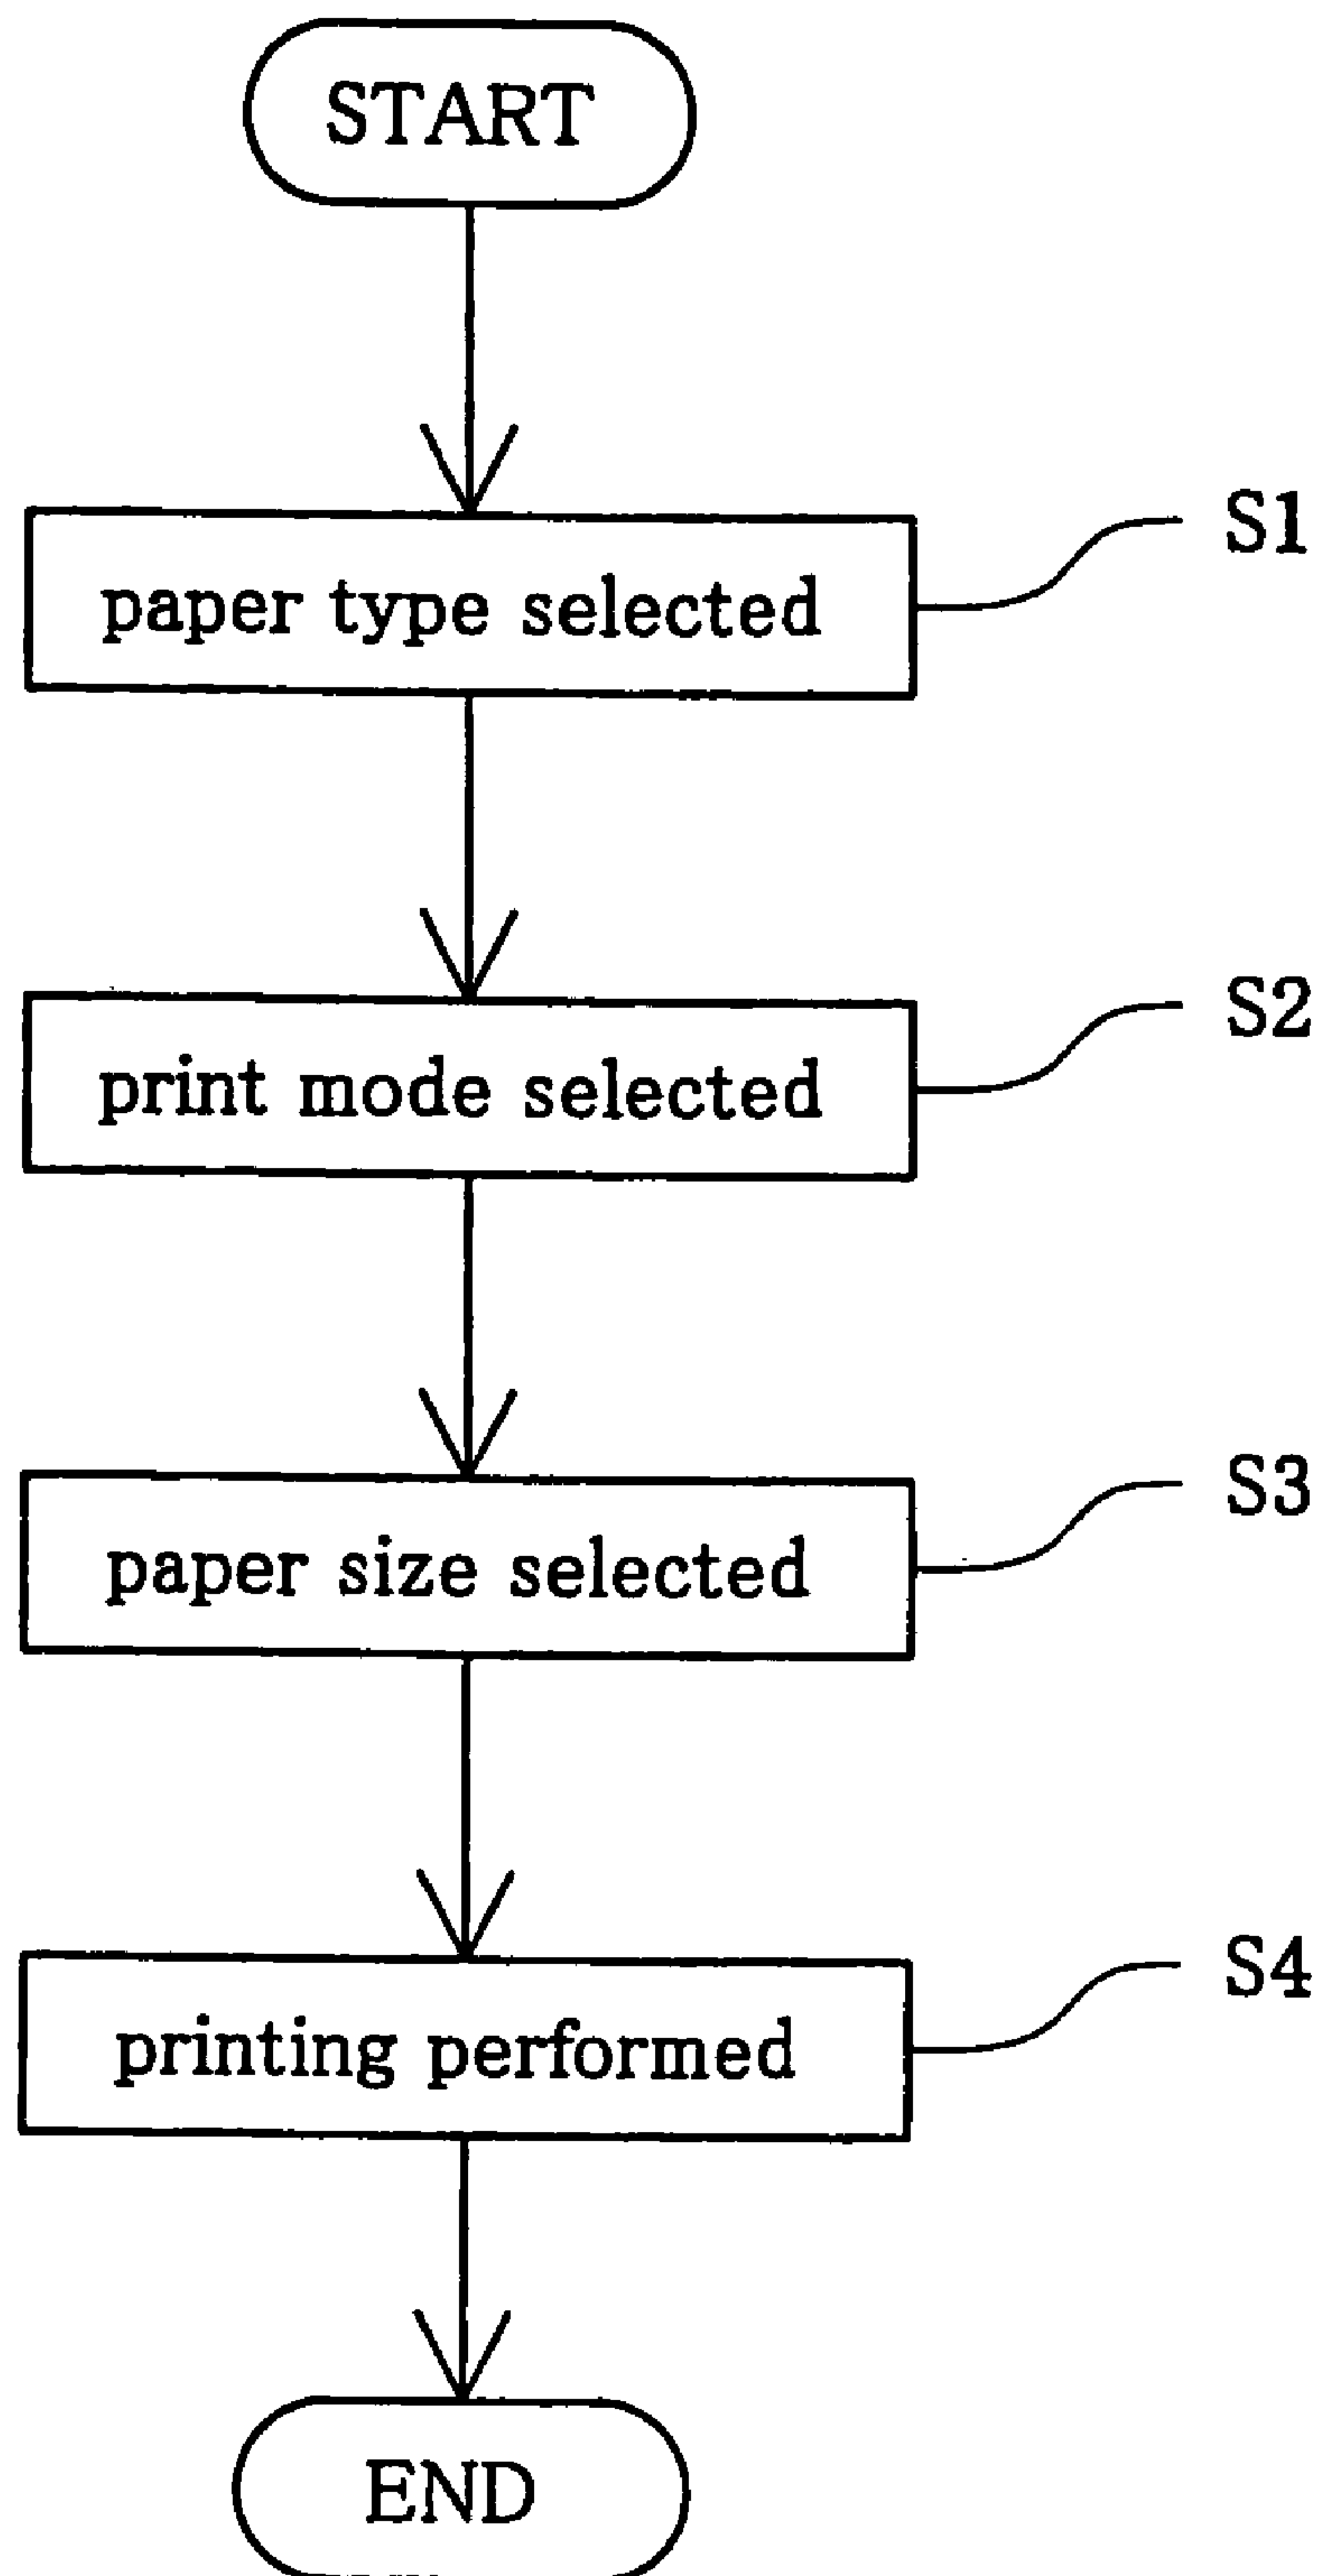 START
paper type selected
S1
print mode selected
S2
paper size selected
S3
printing performed
S4
END